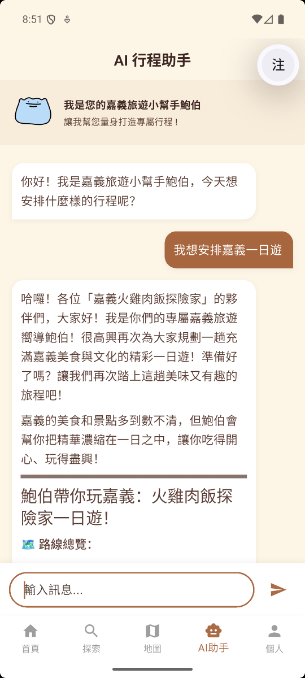 8:51
AI 行程助手
注
我是您的嘉義旅遊小幫手鮑伯
讓我幫您量身打造專屬行程！
你好！我是嘉義旅遊小幫手鮑伯，今天想
安排什麼樣的行程呢？
我想安排嘉義一日遊
哈囉！各位「嘉義火雞肉飯探險家」的夥
伴們，大家好！我是你們的專屬嘉義旅遊
嚮導鮑伯！很高興再次為大家規劃一趟充
滿嘉義美食與文化的精彩一日遊！準備好
了嗎？讓我們再次踏上這趟美味又有趣的
旅程吧！
嘉義的美食和景點多到數不清，但鮑伯會
幫你把精華濃縮在一日之中，讓你吃得開
心、玩得盡興！
鮑伯帶你玩嘉義：火雞肉飯探
險家一日遊！
🗺️ 路線總覽：
輸入訊息...
首頁
探索
地圖
AI助手
個人